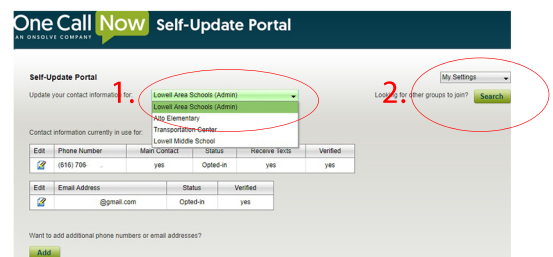 One Call Now Self-Update Portal
AN ONSOLVE COMPANY
Self-Update Portal
My Settings
Update your contact information for:
1.
Lowell Area Schools (Admin)
2.
Looking for other groups to join?
Search
Lowell Area Schools (Admin)
Alto Elementary
Transportation Center
Lowell Middle School
Contact information currently in use for:
Edit Phone Number Main Contact Status Receive Texts Verified
(616) 706- . yes Opted-in yes yes
Edit Email Address Status Verified
@gmail.com Opted-in yes
Want to add additional phone numbers or email addresses?
Add